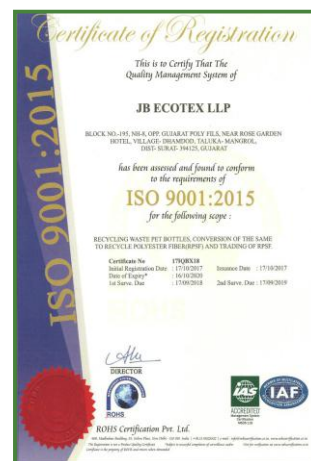 Certificate of Registration
This is to Certify That The
Quality Management System of
JB ECOTEX LLP
BLOCK NO.-195, NH-8, OPP. GUJARAT POLY FILS, NEAR ROSE GARDEN
HOTEL, VILLAGE- DHAMDOD, TALUKA- MANGROL,
DIST- SURAT- 394125, GUJARAT
has been assessed and found to conform
to the requirements of
ISO 9001:2015
for the following scope :
RECYCLING WASTE PET BOTTLES, CONVERSION OF THE SAME
TO RECYCLE POLYESTER FIBER(RPSF) AND TRADING OF RPSF
Certificate No 17SQBX10
Initial Registration Date : 17/10/2017 Issuance Date : 17/10/2017
Date of Expiry* : 16/10/2020
1st Surve. Due : 17/09/2018 2nd Surve. Due : 17/09/2019
ISO 9001:2015
DIRECTOR
ROHS
IAS
IAF
ACCREDITED
Management Systems
Certification
ROHS Certification Pvt. Ltd.